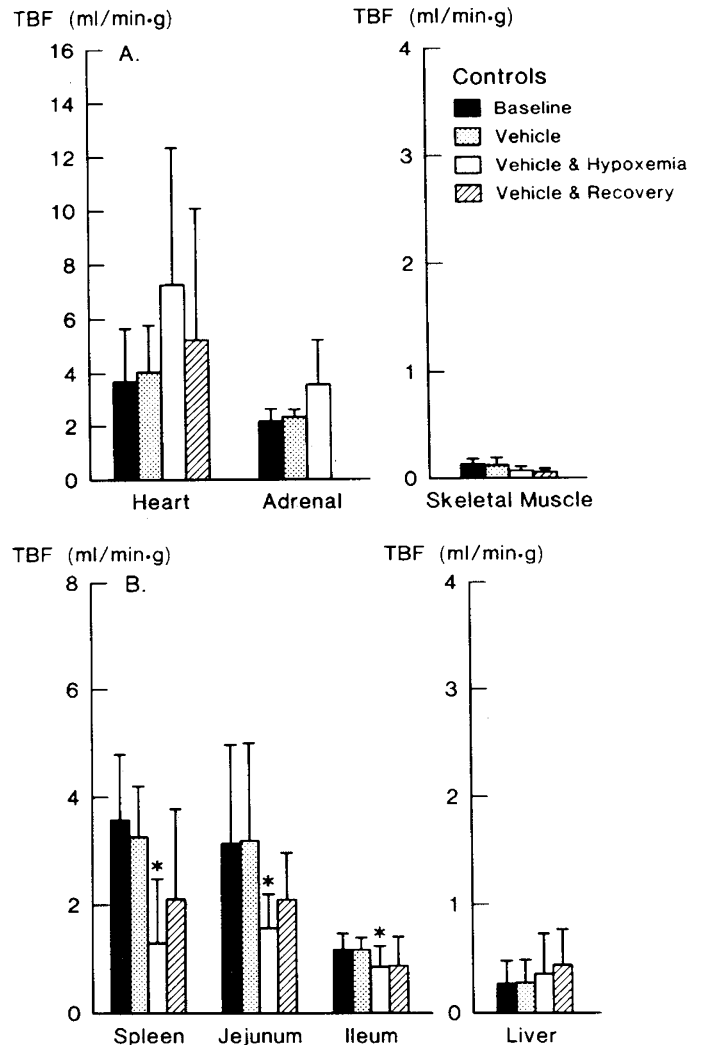 TBF (ml/min•g)
A.
16
14
12
10
8
6
4
2
0
Heart Adrenal
TBF (ml/min•g)
4
3
2
1
0
Controls
Baseline
Vehicle
Vehicle & Hypoxemia
Vehicle & Recovery
Skeletal Muscle
TBF (ml/min•g)
B.
8
6
4
2
0
*
*
*
Spleen Jejunum Ileum
TBF (ml/min•g)
4
3
2
1
0
Liver